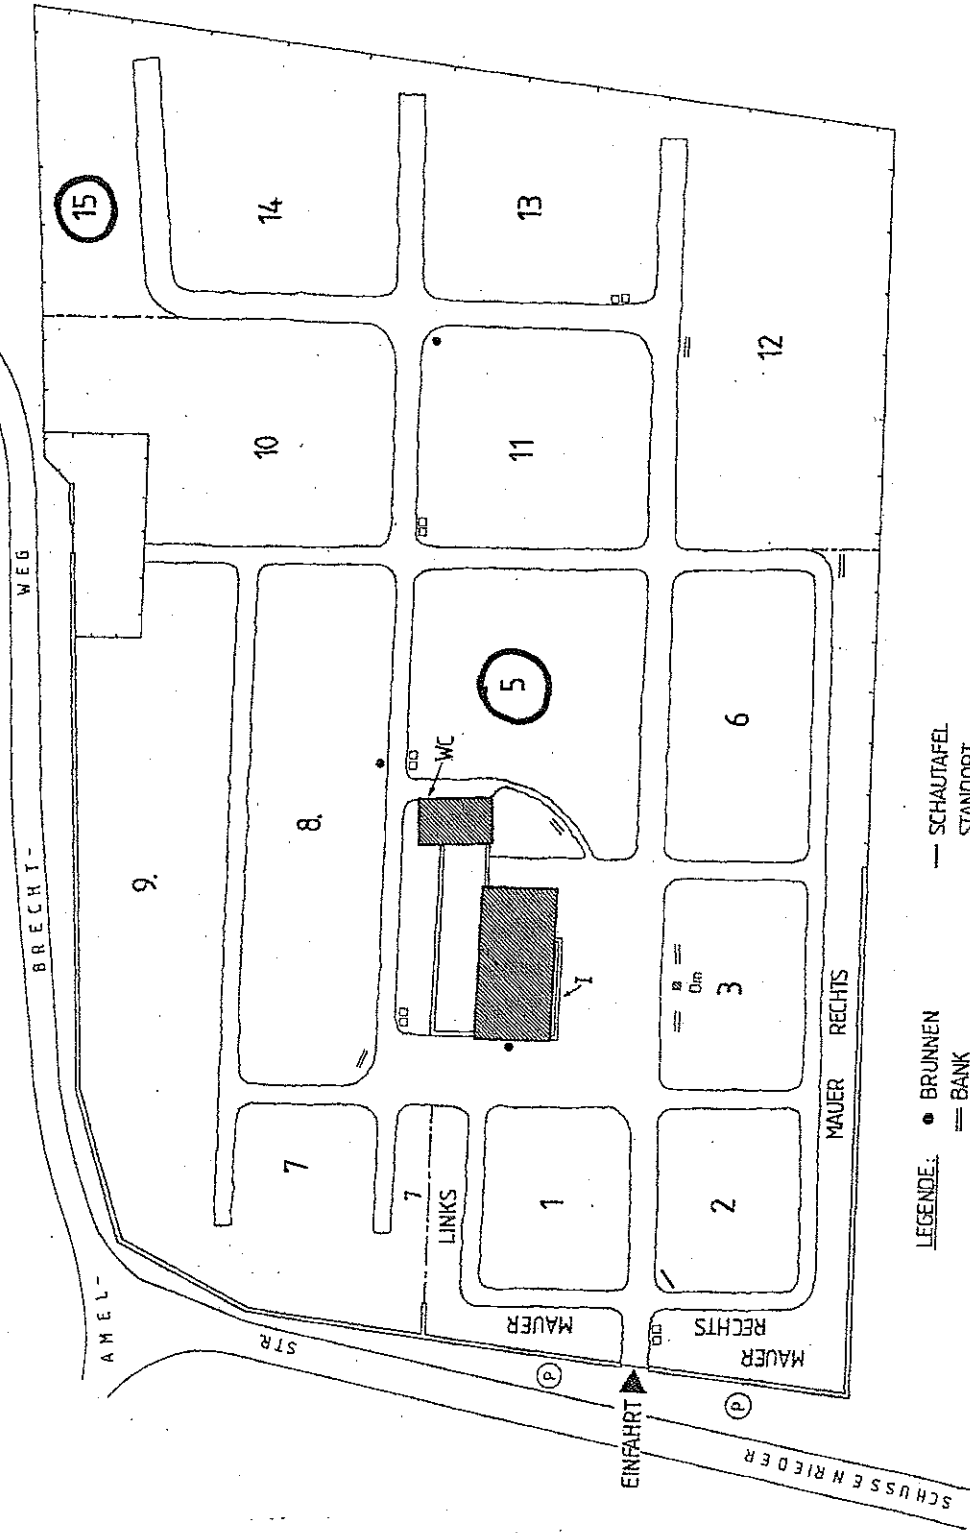 AMEL-
BRECHT-
WEG
SCHUSSENRIEDER
STR
EINFAHRT
P
P
MAUER
LINKS
MAUER
RECHTS
MAUER RECHTS
1
2
3
0m
5
6
7
7
8.
9.
10
11
12
13
14
15
WC
I
LEGENDE:
BRUNNEN
BANK
SCHAUTAFEL
STANDORT